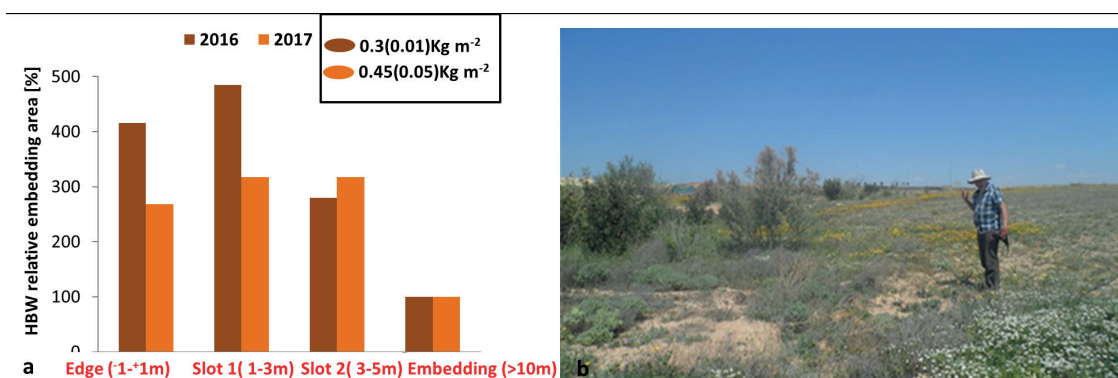 2016 2017
0.3(0.01)Kg m⁻²
0.45(0.05)Kg m⁻²
HBW relative embedding area [%]
500
400
300
200
100
0
Edge (⁻1-⁺1m) Slot 1( 1-3m) Slot 2( 3-5m) Embedding (>10m)
a
b